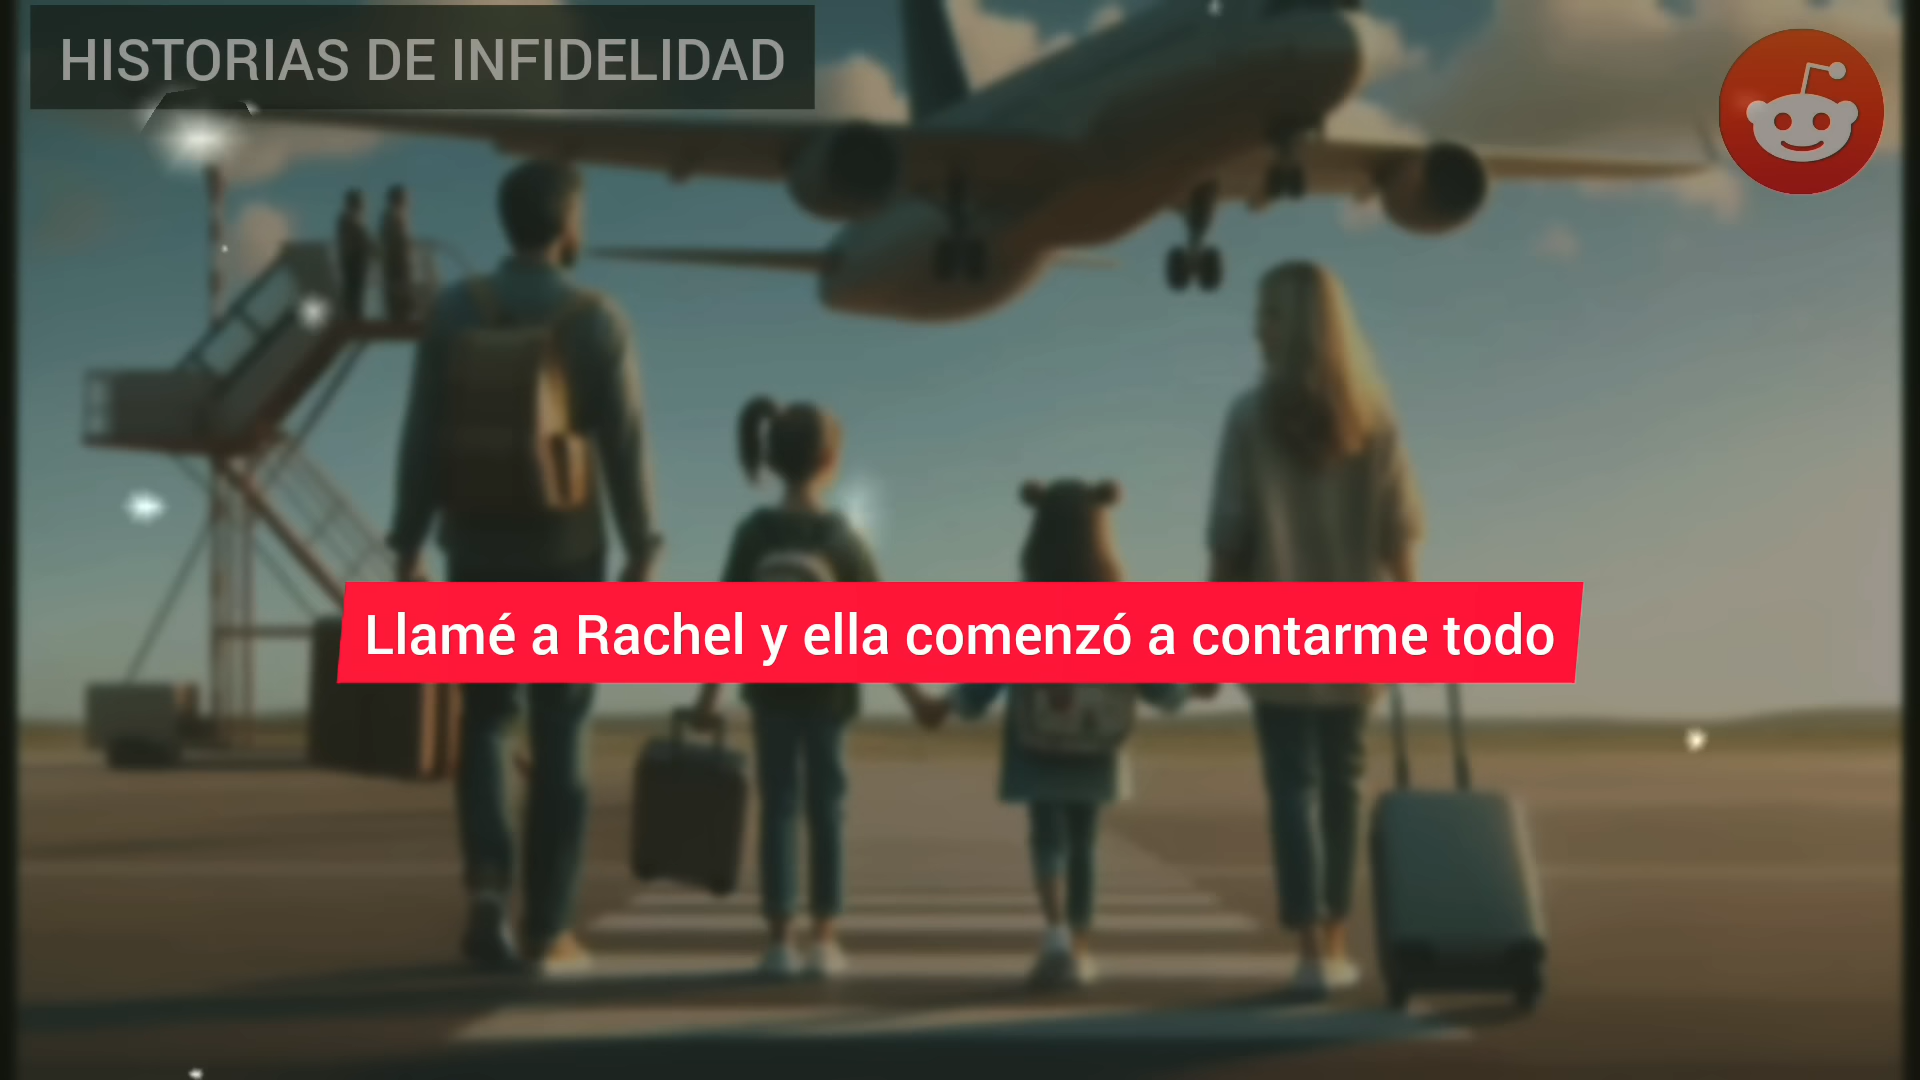 HISTORIAS DE INFIDELIDAD
Llamé a Rachel y ella comenzó a contarme todo